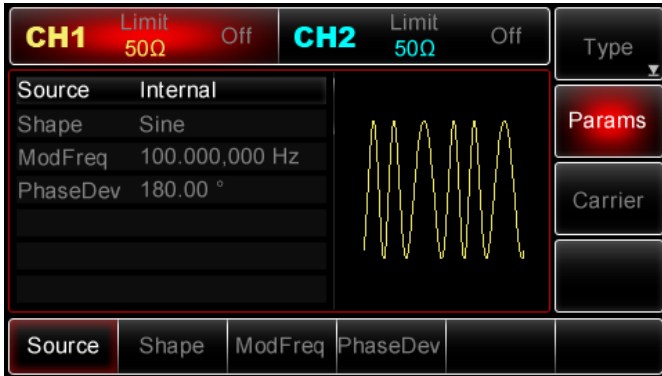 CH1 Limit 50Ω Off CH2 Limit 50Ω Off
Type
Source Internal
Shape Sine
ModFreq 100.000,000 Hz
PhaseDev 180.00 °
Params
Carrier
Source Shape ModFreq PhaseDev